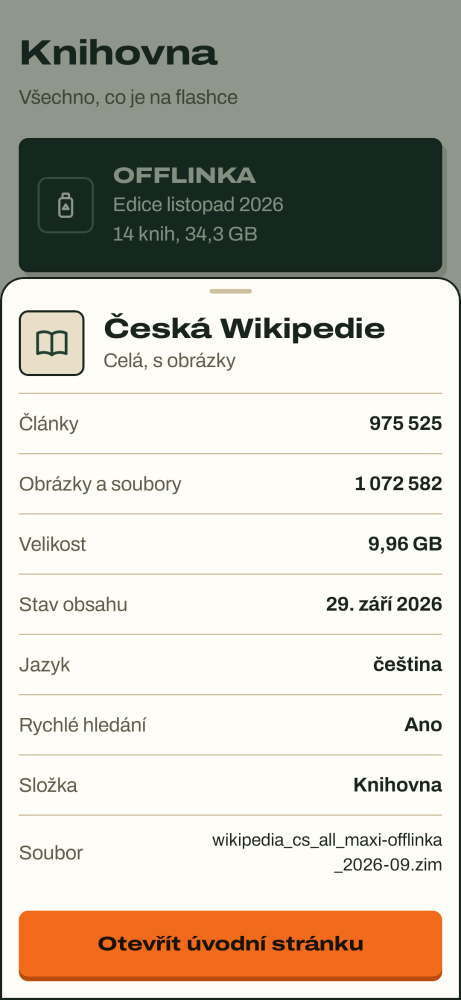 Knihovna
Všechno, co je na flashce
OFFLINKA
Edice listopad 2026
14 knih, 34,3 GB
Česká Wikipedie
Celá, s obrázky
Články 975 525
Obrázky a soubory 1 072 582
Velikost 9,96 GB
Stav obsahu 29. září 2026
Jazyk čeština
Rychlé hledání Ano
Složka Knihovna
Soubor wikipedia_cs_all_maxi-offlinka
_2026-09.zim
Otevřít úvodní stránku